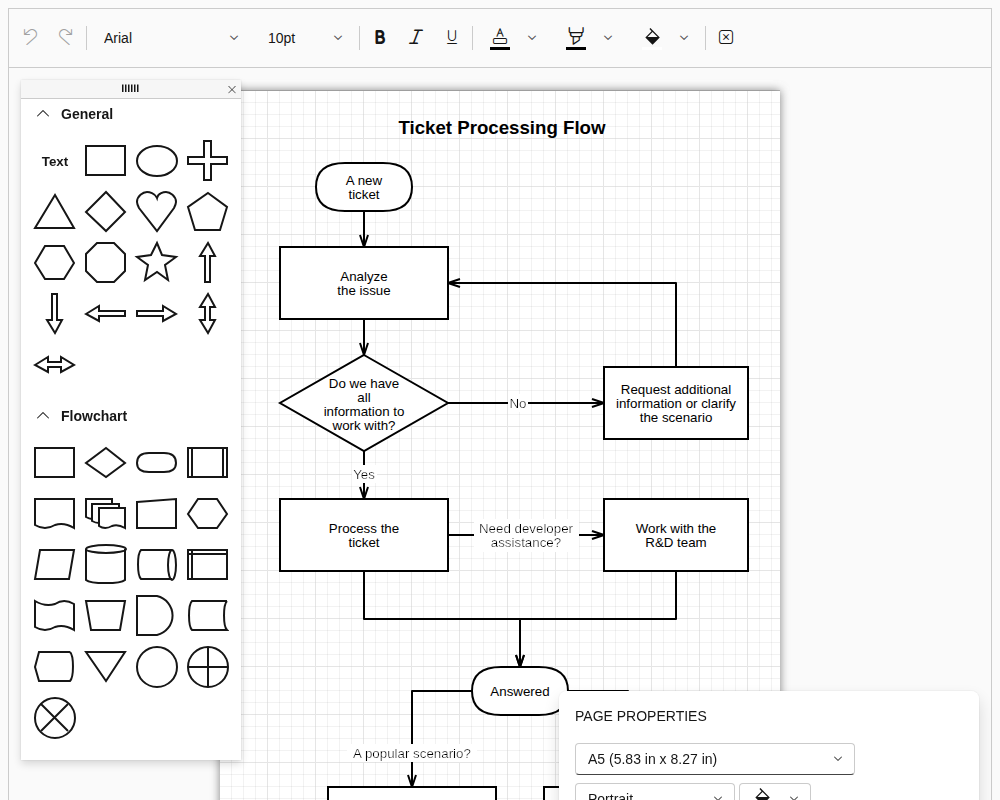 Arial
10pt
B
I
U
A
General
Text
Flowchart
Ticket Processing Flow
A new
ticket
Analyze
the issue
Do we have
all
information to
work with?
No
Request additional
information or clarify
the scenario
Yes
Process the
ticket
Need developer
assistance?
Work with the
R&D team
Answered
A popular scenario?
PAGE PROPERTIES
A5 (5.83 in x 8.27 in)
Portrait